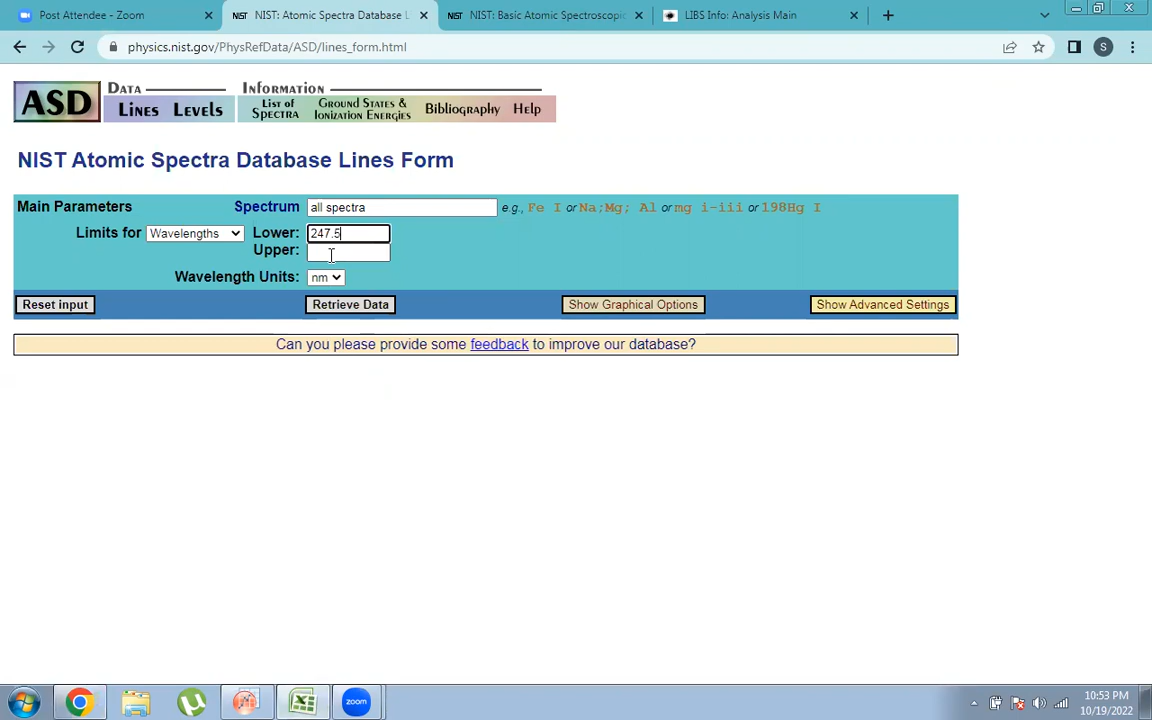 Post Attendee - Zoom
NIST: Atomic Spectra Database L
NIST: Basic Atomic Spectroscopic
LIBS Info: Analysis Main
physics.nist.gov/PhysRefData/ASD/lines_form.html
S
ASD
DATA
INFORMATION
LINES
LEVELS
LIST OF SPECTRA
GROUND STATES & IONIZATION ENERGIES
BIBLIOGRAPHY
HELP
NIST Atomic Spectra Database Lines Form
Main Parameters Spectrum all spectra e.g., Fe I or Na;Mg; Al or mg i-iii or 198Hg I
Limits for Wavelengths Lower: 247.5
Upper:
Wavelength Units: nm
Reset input Retrieve Data Show Graphical Options Show Advanced Settings
Can you please provide some feedback to improve our database?
zoom
10:53 PM
10/19/2022